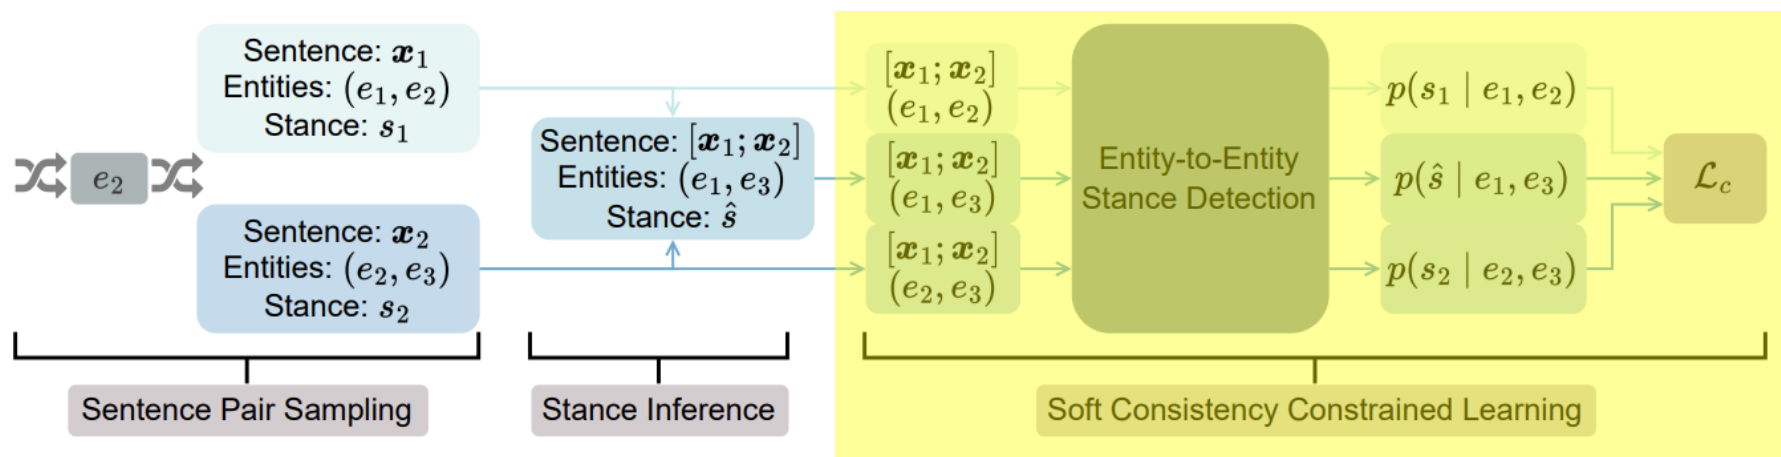 Sentence: x₁
Entities: (e₁, e₂)
Stance: s₁
e₂
Sentence: x₂
Entities: (e₂, e₃)
Stance: s₂
Sentence Pair Sampling
Sentence: [x₁; x₂]
Entities: (e₁, e₃)
Stance: ŝ
Stance Inference
[x₁; x₂]
(e₁, e₂)
[x₁; x₂]
(e₁, e₃)
[x₁; x₂]
(e₂, e₃)
Entity-to-Entity
Stance Detection
p(s₁ | e₁, e₂)
p(ŝ | e₁, e₃)
p(s₂ | e₂, e₃)
ℒc
Soft Consistency Constrained Learning